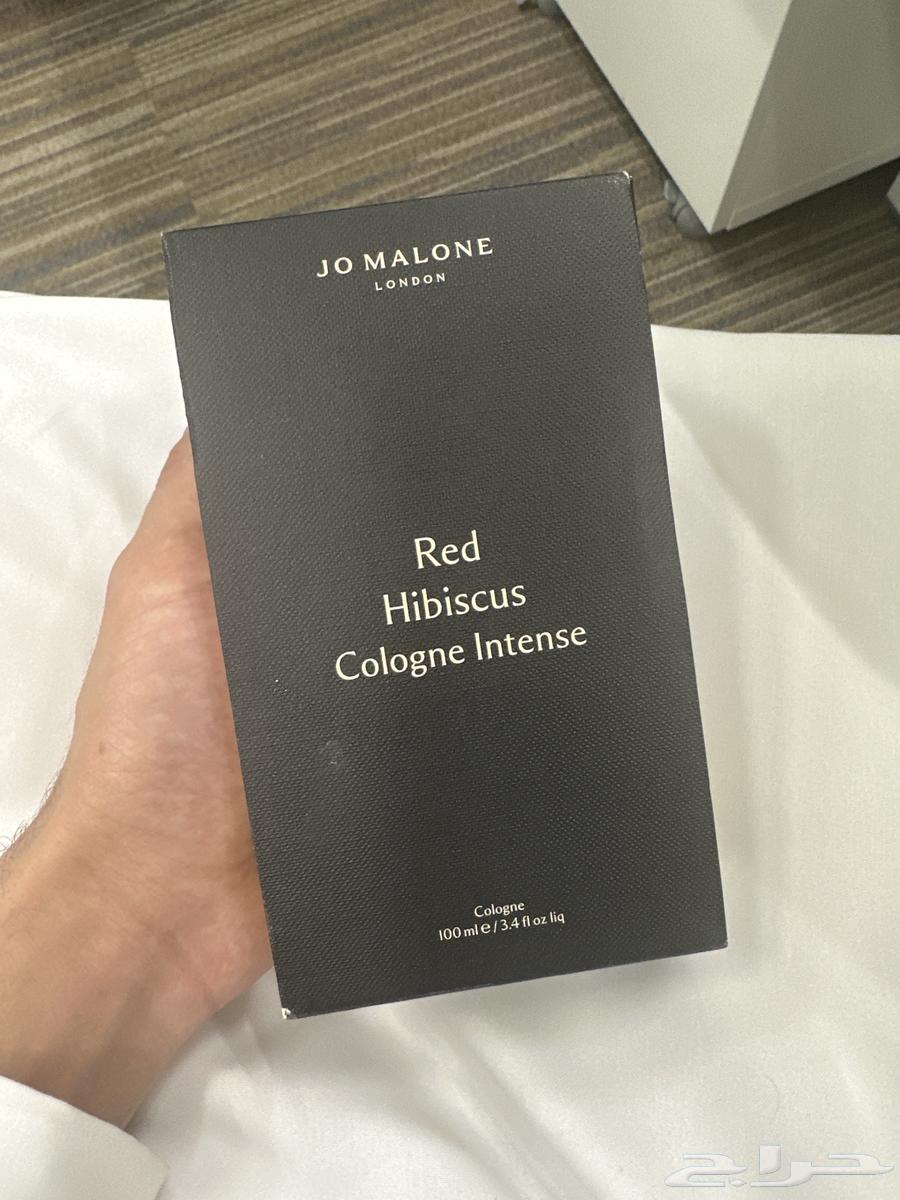 JO MALONE
LONDON
Red
Hibiscus
Cologne Intense
Cologne
100 ml e / 3.4 fl oz liq
حراج